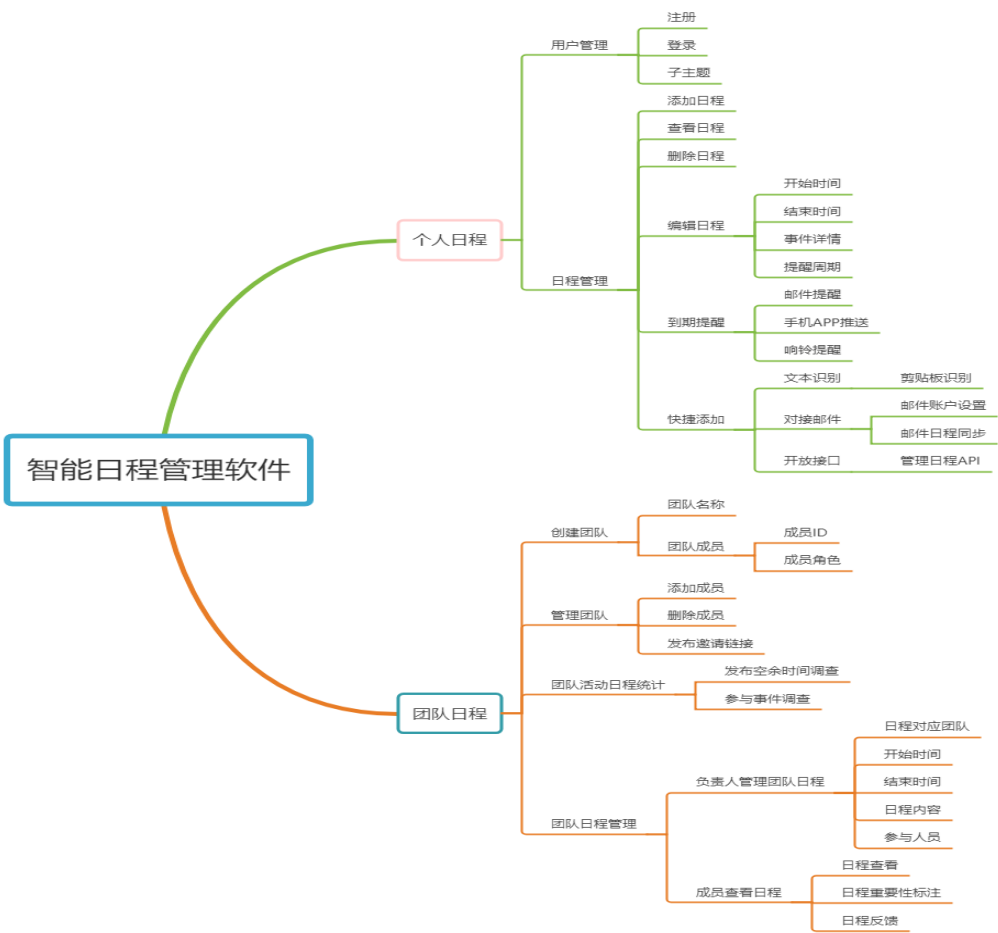 智能日程管理软件
个人日程
用户管理
注册
登录
子主题
日程管理
添加日程
查看日程
删除日程
编辑日程
开始时间
结束时间
事件详情
提醒周期
到期提醒
邮件提醒
手机APP推送
响铃提醒
快捷添加
文本识别
剪贴板识别
对接邮件
邮件账户设置
邮件日程同步
开放接口
管理日程API
团队日程
创建团队
团队名称
团队成员
成员ID
成员角色
管理团队
添加成员
删除成员
发布邀请链接
团队活动日程统计
发布空余时间调查
参与事件调查
团队日程管理
负责人管理团队日程
日程对应团队
开始时间
结束时间
日程内容
参与人员
成员查看日程
日程查看
日程重要性标注
日程反馈